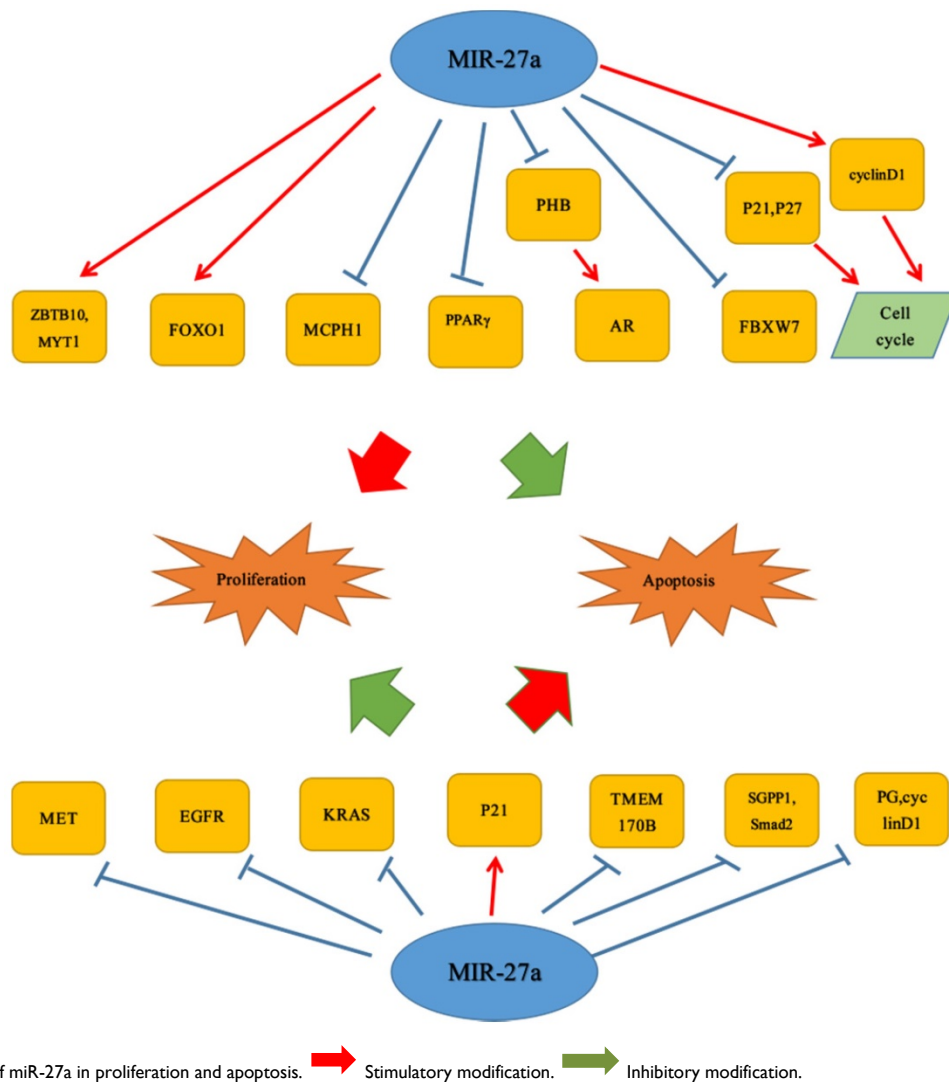 MIR-27a
cyclinD1
PHB
P21,P27
ZBTB10,
MYT1
FOXO1
MCPH1
PPARγ
AR
FBXW7
Cell
cycle
Proliferation
Apoptosis
MET
EGFR
KRAS
P21
TMEM
170B
SGPP1,
Smad2
PG,cyc
linD1
MIR-27a
of miR-27a in proliferation and apoptosis. Stimulatory modification. Inhibitory modification.